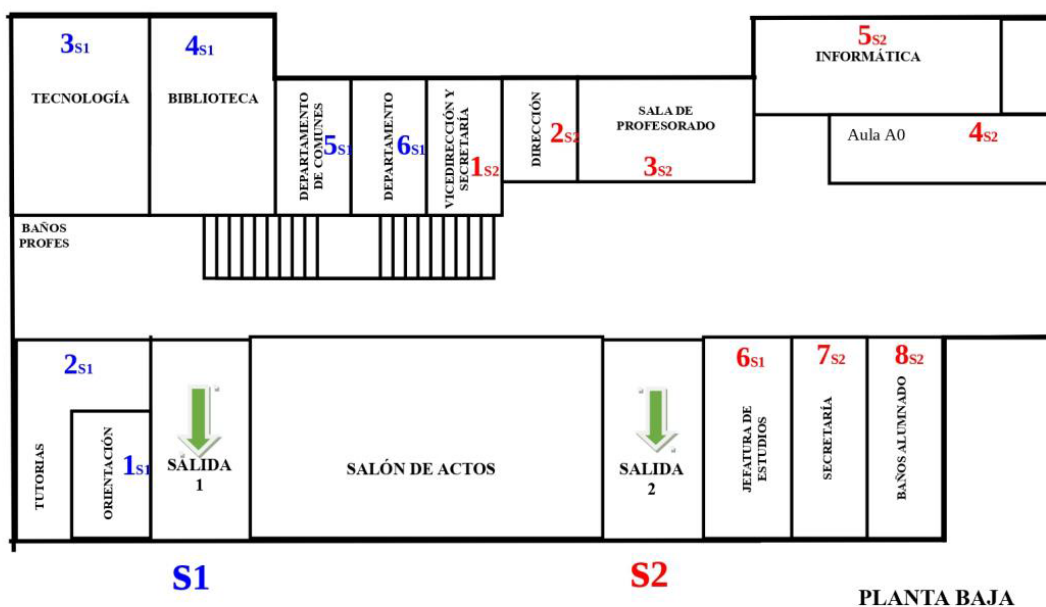 3S1
TECNOLOGÍA
4S1
BIBLIOTECA
DEPARTAMENTO
DE COMUNES
5S1
DEPARTAMENTO
6S1
VICEDIRECCIÓN Y
SECRETARÍA
1S2
DIRECCIÓN
2S2
SALA DE
PROFESORADO
3S2
5S2
INFORMÁTICA
Aula A0
4S2
BAÑOS
PROFES
2S1
TUTORIAS
ORIENTACIÓN
1S1
SALIDA
1
SALÓN DE ACTOS
SALIDA
2
6S1
JEFATURA DE
ESTUDIOS
7S2
SECRETARÍA
8S2
BAÑOS ALUMNADO
S1
S2
PLANTA BAJA